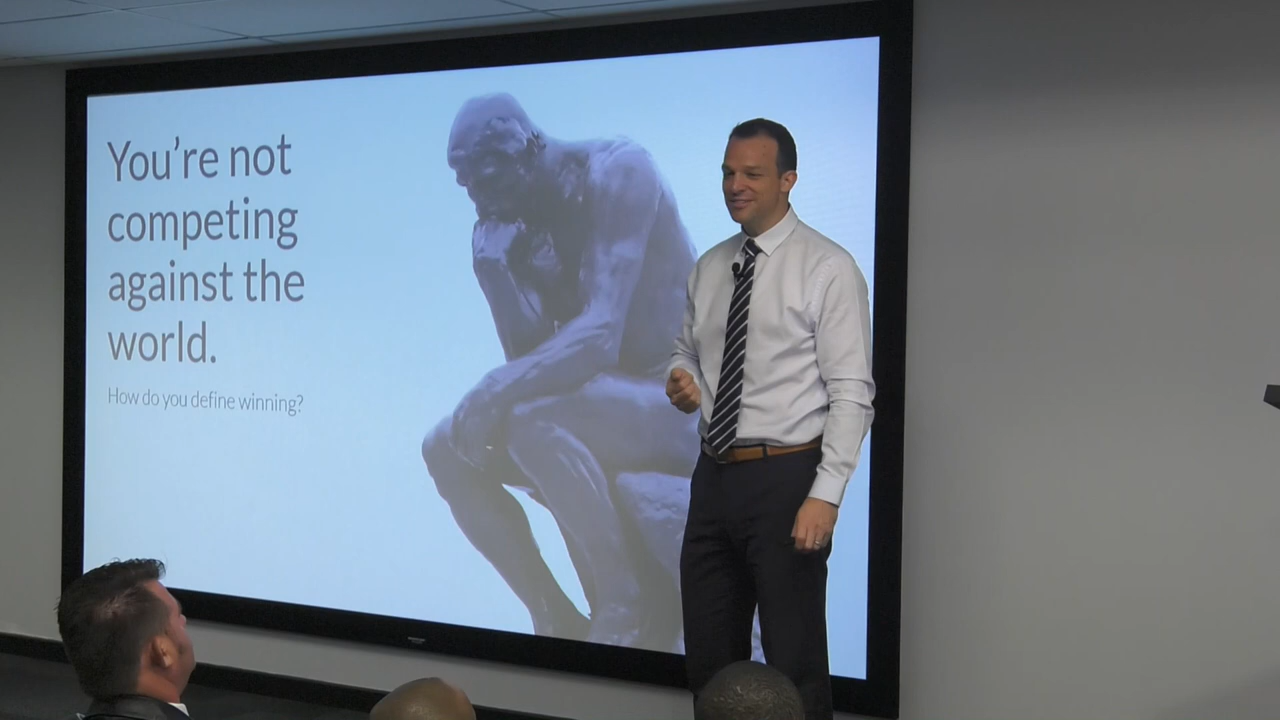 You're not
competing
against the
world.
How do you define winning?